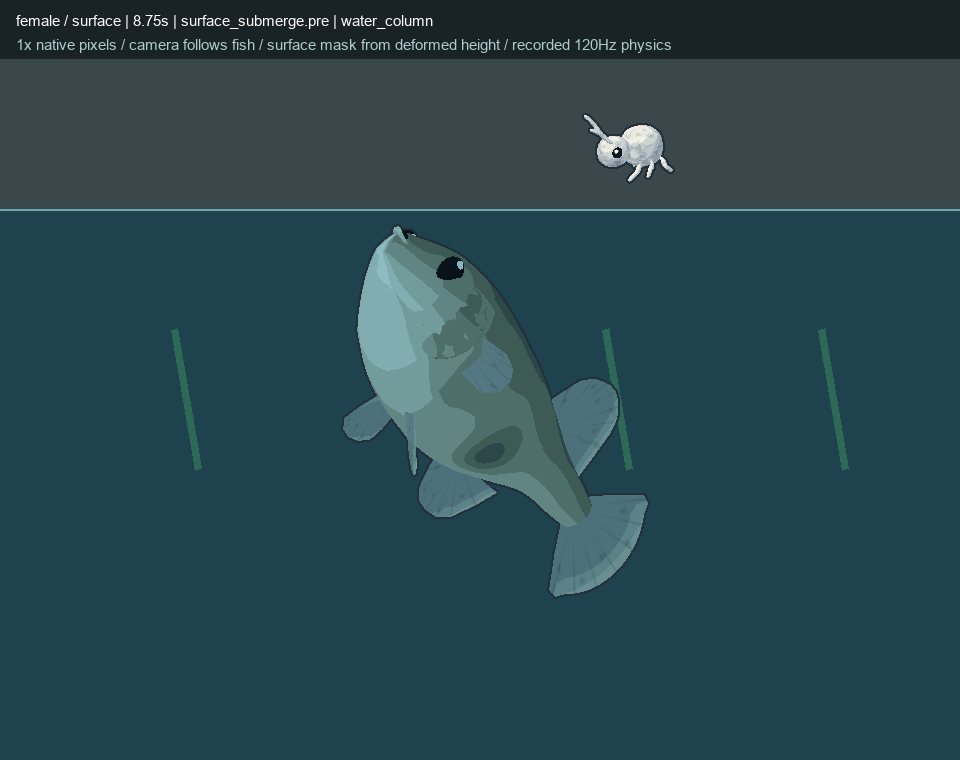 female / surface | 8.75s | surface_submerge.pre | water_column
1x native pixels / camera follows fish / surface mask from deformed height / recorded 120Hz physics